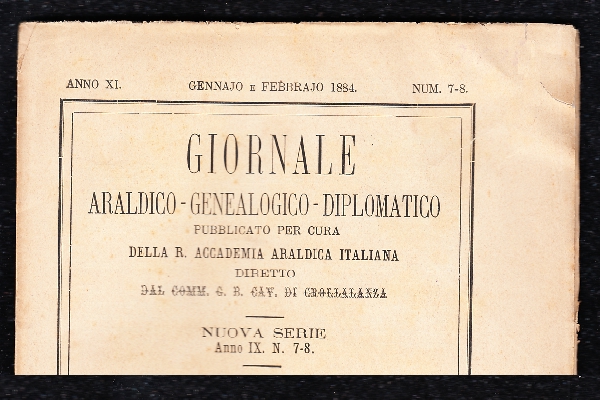 ANNO XI. GENNAJO E FEBBRAJO 1884. NUM. 7-8.
GIORNALE
ARALDICO-GENEALOGICO-DIPLOMATICO
PUBBLICATO PER CURA
DELLA R. ACCADEMIA ARALDICA ITALIANA
DIRETTO
DAL COMM. G. B. CAV. DI CROLLALANZA
NUOVA SERIE
Anno IX. N. 7-8.